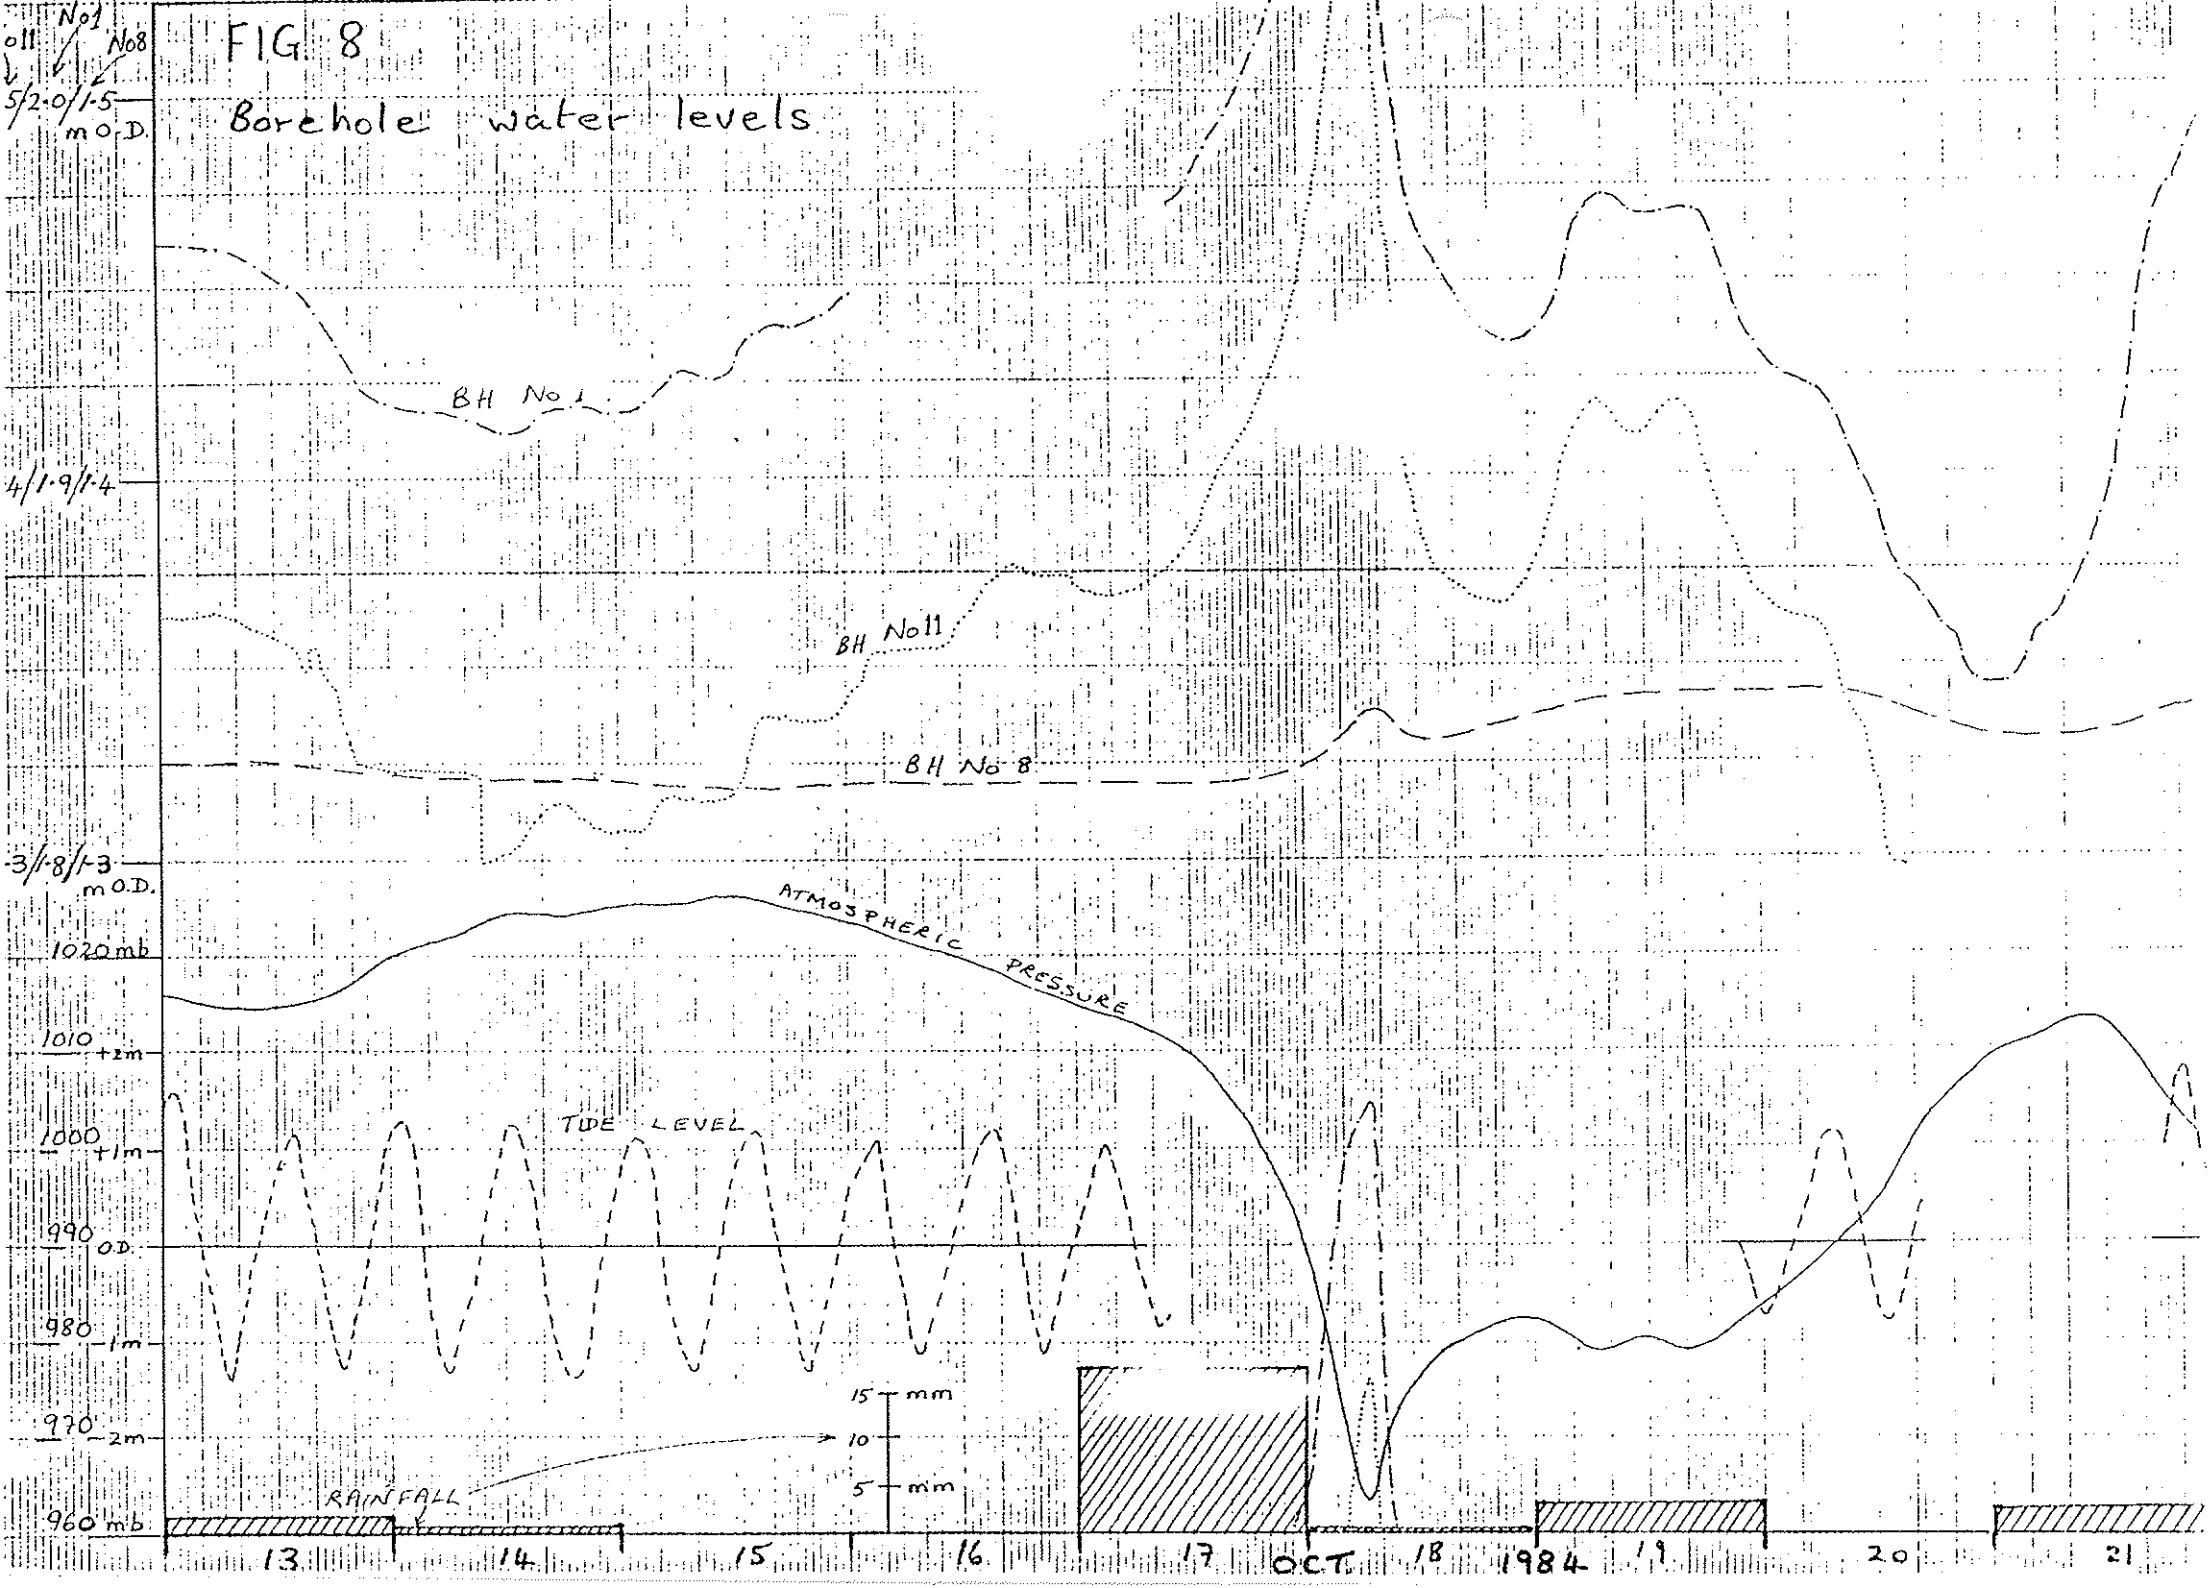 No1
o11
No8
FIG 8
5/2.0/1.5
m O.D.
Borehole water levels
BH No 1
4/1.9/1.4
BH No11
BH No 8
3/1.8/1.3
m O.D.
ATMOSPHERIC PRESSURE
1020 mb
1010
+2m
TIDE LEVEL
1000
+1m
990
O.D.
980
-1m
15 mm
970
-2m
10
5 mm
RAINFALL
960 mb
13 14 15 16 17 OCT. 18 1984 19 20 21